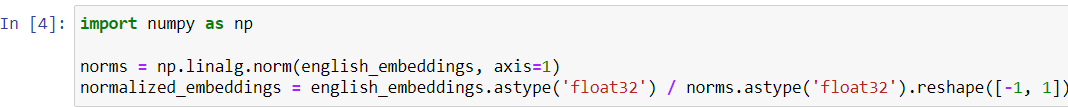 In [4]: import numpy as np
norms = np.linalg.norm(english_embeddings, axis=1)
normalized_embeddings = english_embeddings.astype('float32') / norms.astype('float32').reshape([-1, 1])